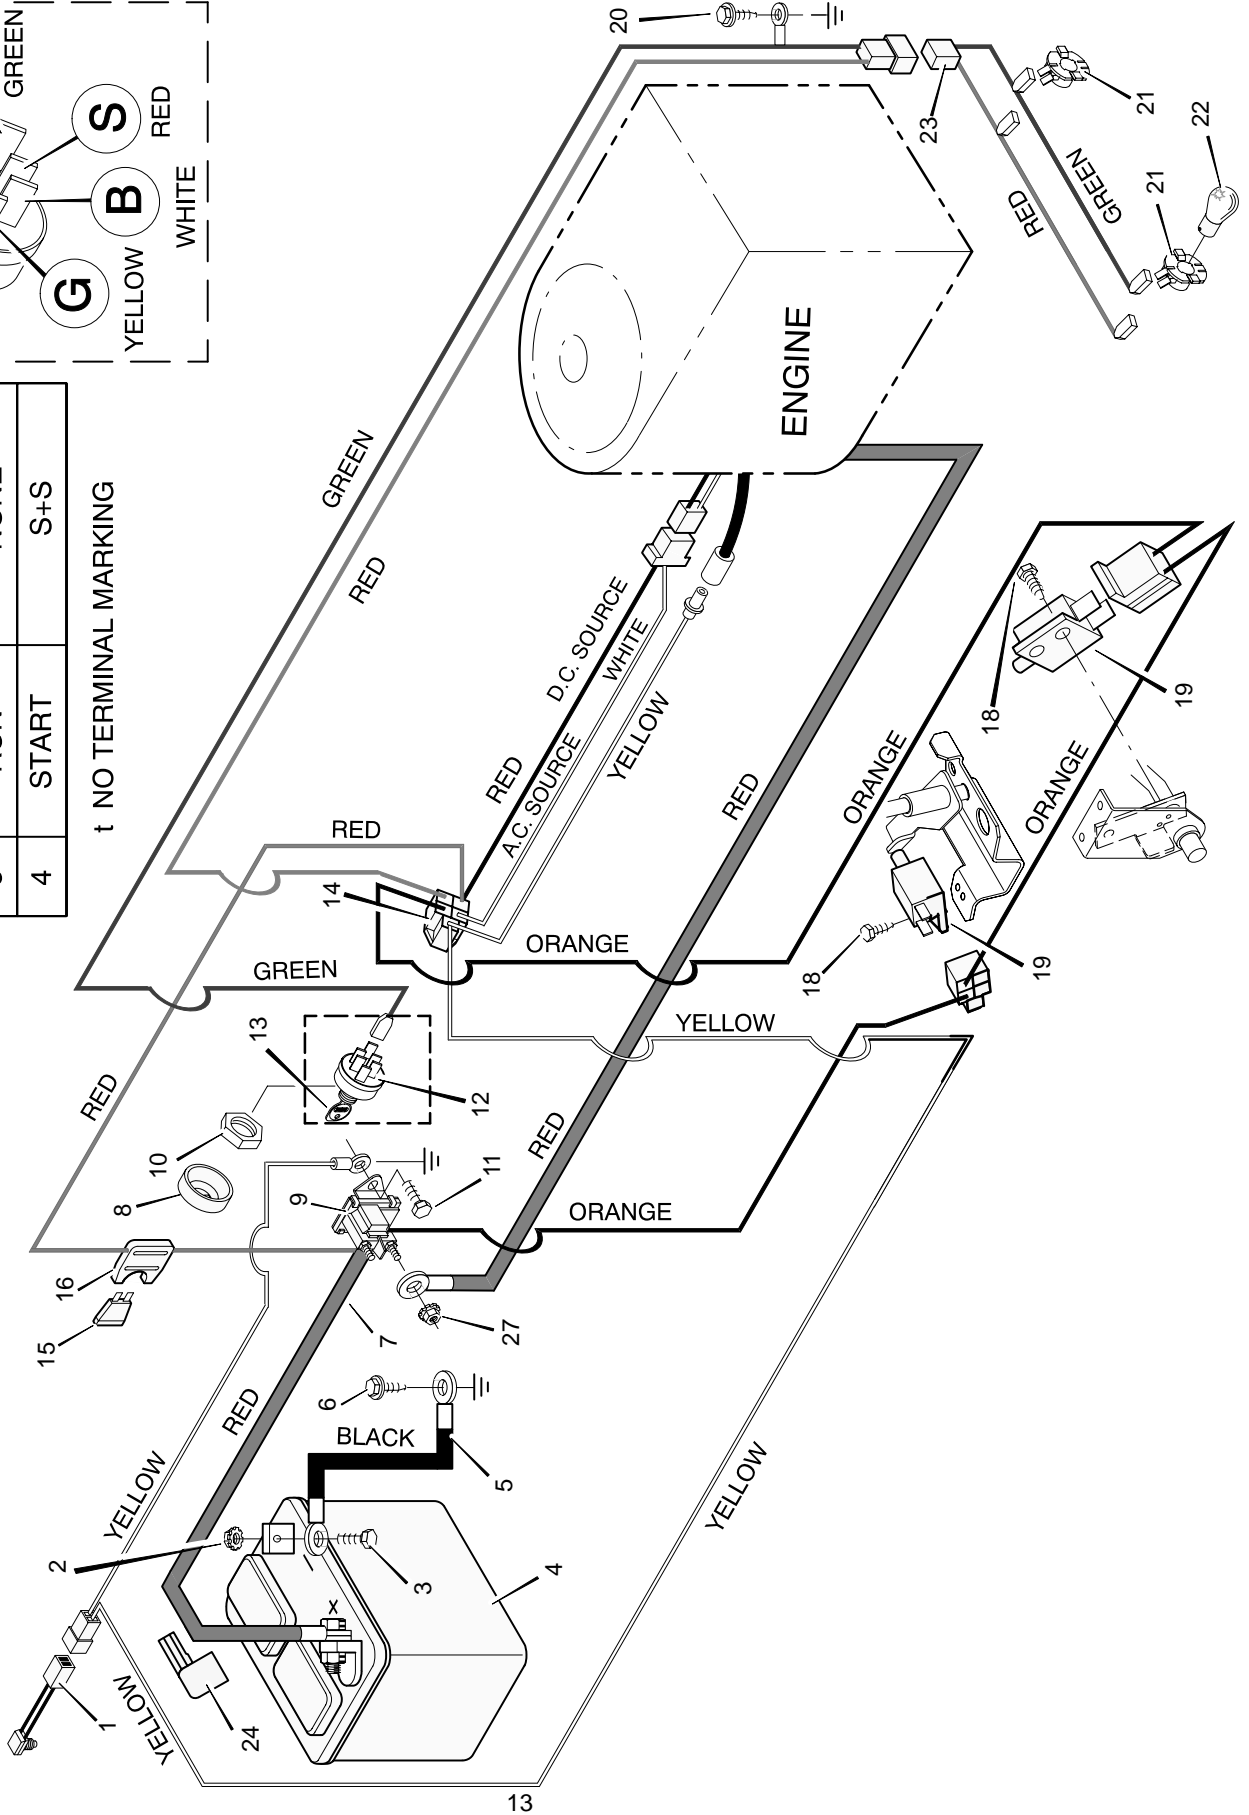 GREEN
S
RED
B
WHITE
G
YELLOW
4 START S+S
t NO TERMINAL MARKING
20
23
21
22
21
GREEN
RED
GREEN
RED
ENGINE
D.C. SOURCE
WHITE
RED
A.C. SOURCE
YELLOW
RED
ORANGE
18
19
ORANGE
18
19
RED
14
ORANGE
GREEN
YELLOW
13
12
RED
10
8
9
11
RED
ORANGE
16
15
7
27
6
BLACK
5
RED
YELLOW
2
3
4
X
YELLOW
1
YELLOW
24
13